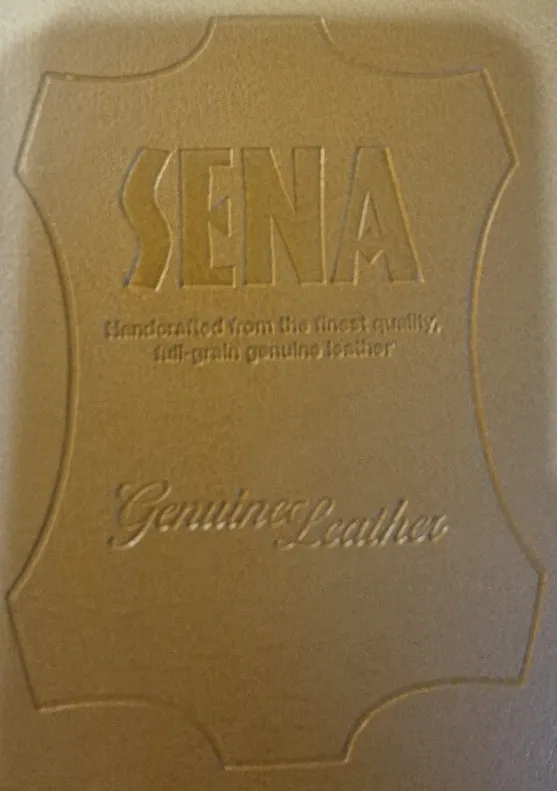 SENA
Handcrafted from the finest quality,
full-grain genuine leather
Genuine Leather